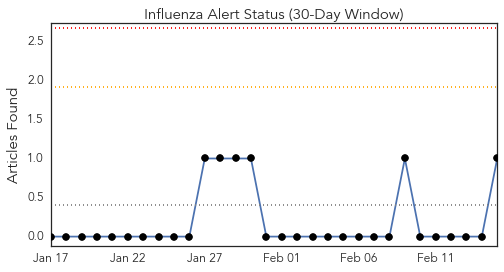 Influenza Alert Status (30-Day Window)
Articles Found
2.5
2.0
1.5
1.0
0.5
0.0
Jan 17 Jan 22 Jan 27 Feb 01 Feb 06 Feb 11